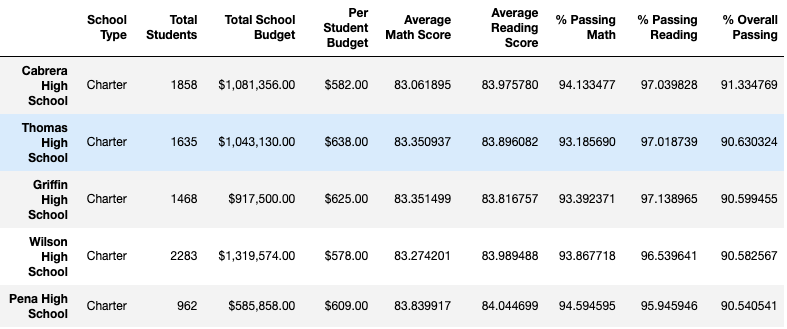 School Type Total Students Total School Budget Per Student Budget Average Math Score Average Reading Score % Passing Math % Passing Reading % Overall Passing
Cabrera High School Charter 1858 $1,081,356.00 $582.00 83.061895 83.975780 94.133477 97.039828 91.334769
Thomas High School Charter 1635 $1,043,130.00 $638.00 83.350937 83.896082 93.185690 97.018739 90.630324
Griffin High School Charter 1468 $917,500.00 $625.00 83.351499 83.816757 93.392371 97.138965 90.599455
Wilson High School Charter 2283 $1,319,574.00 $578.00 83.274201 83.989488 93.867718 96.539641 90.582567
Pena High School Charter 962 $585,858.00 $609.00 83.839917 84.044699 94.594595 95.945946 90.540541